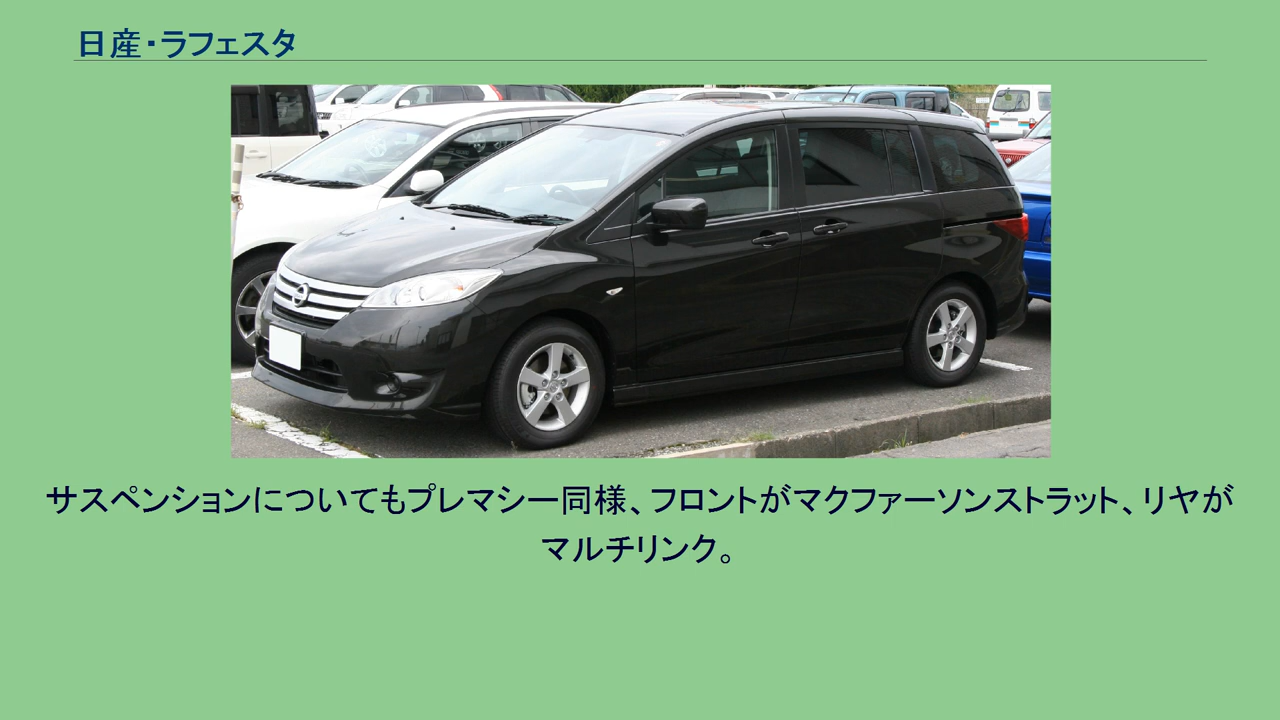 日産・ラフェスタ
サスペンションについてもプレマシー同様、フロントがマクファーソンストラット、リヤが
マルチリンク。